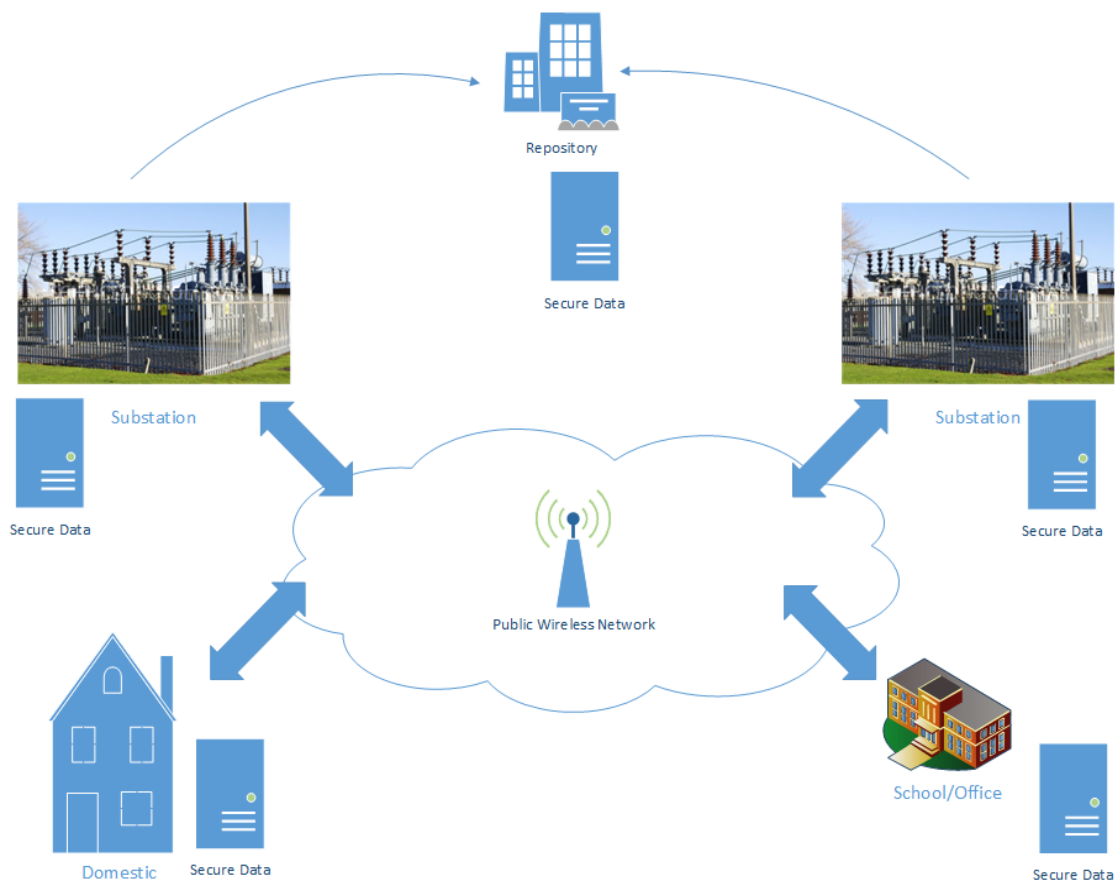 Repository
Secure Data
Substation
Substation
Secure Data
Secure Data
Public Wireless Network
School/Office
Domestic
Secure Data
Secure Data